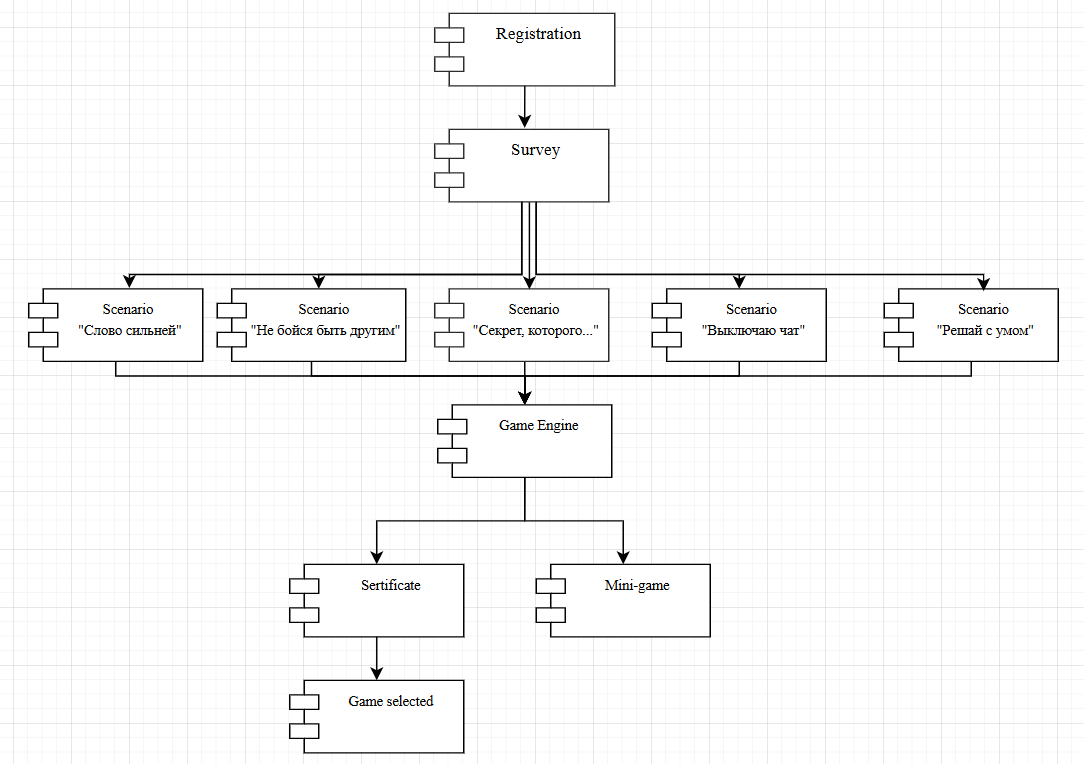 Registration
Survey
Scenario
"Слово сильней"
Scenario
"Не бойся быть другим"
Scenario
"Секрет, которого..."
Scenario
"Выключаю чат"
Scenario
"Решай с умом"
Game Engine
Sertificate
Mini-game
Game selected